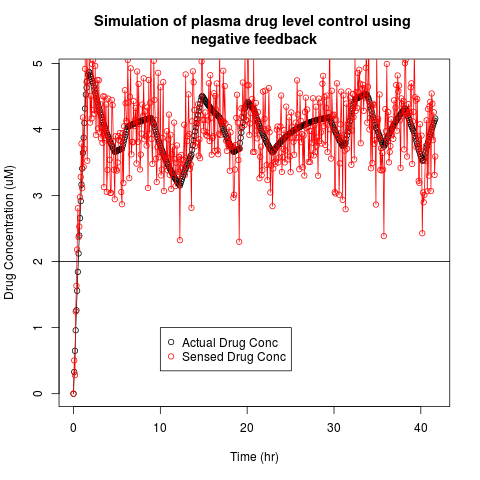 Simulation of plasma drug level control using
negative feedback
Drug Concentration (uM)
5
4
3
2
1
0
Actual Drug Conc
Sensed Drug Conc
0 10 20 30 40
Time (hr)